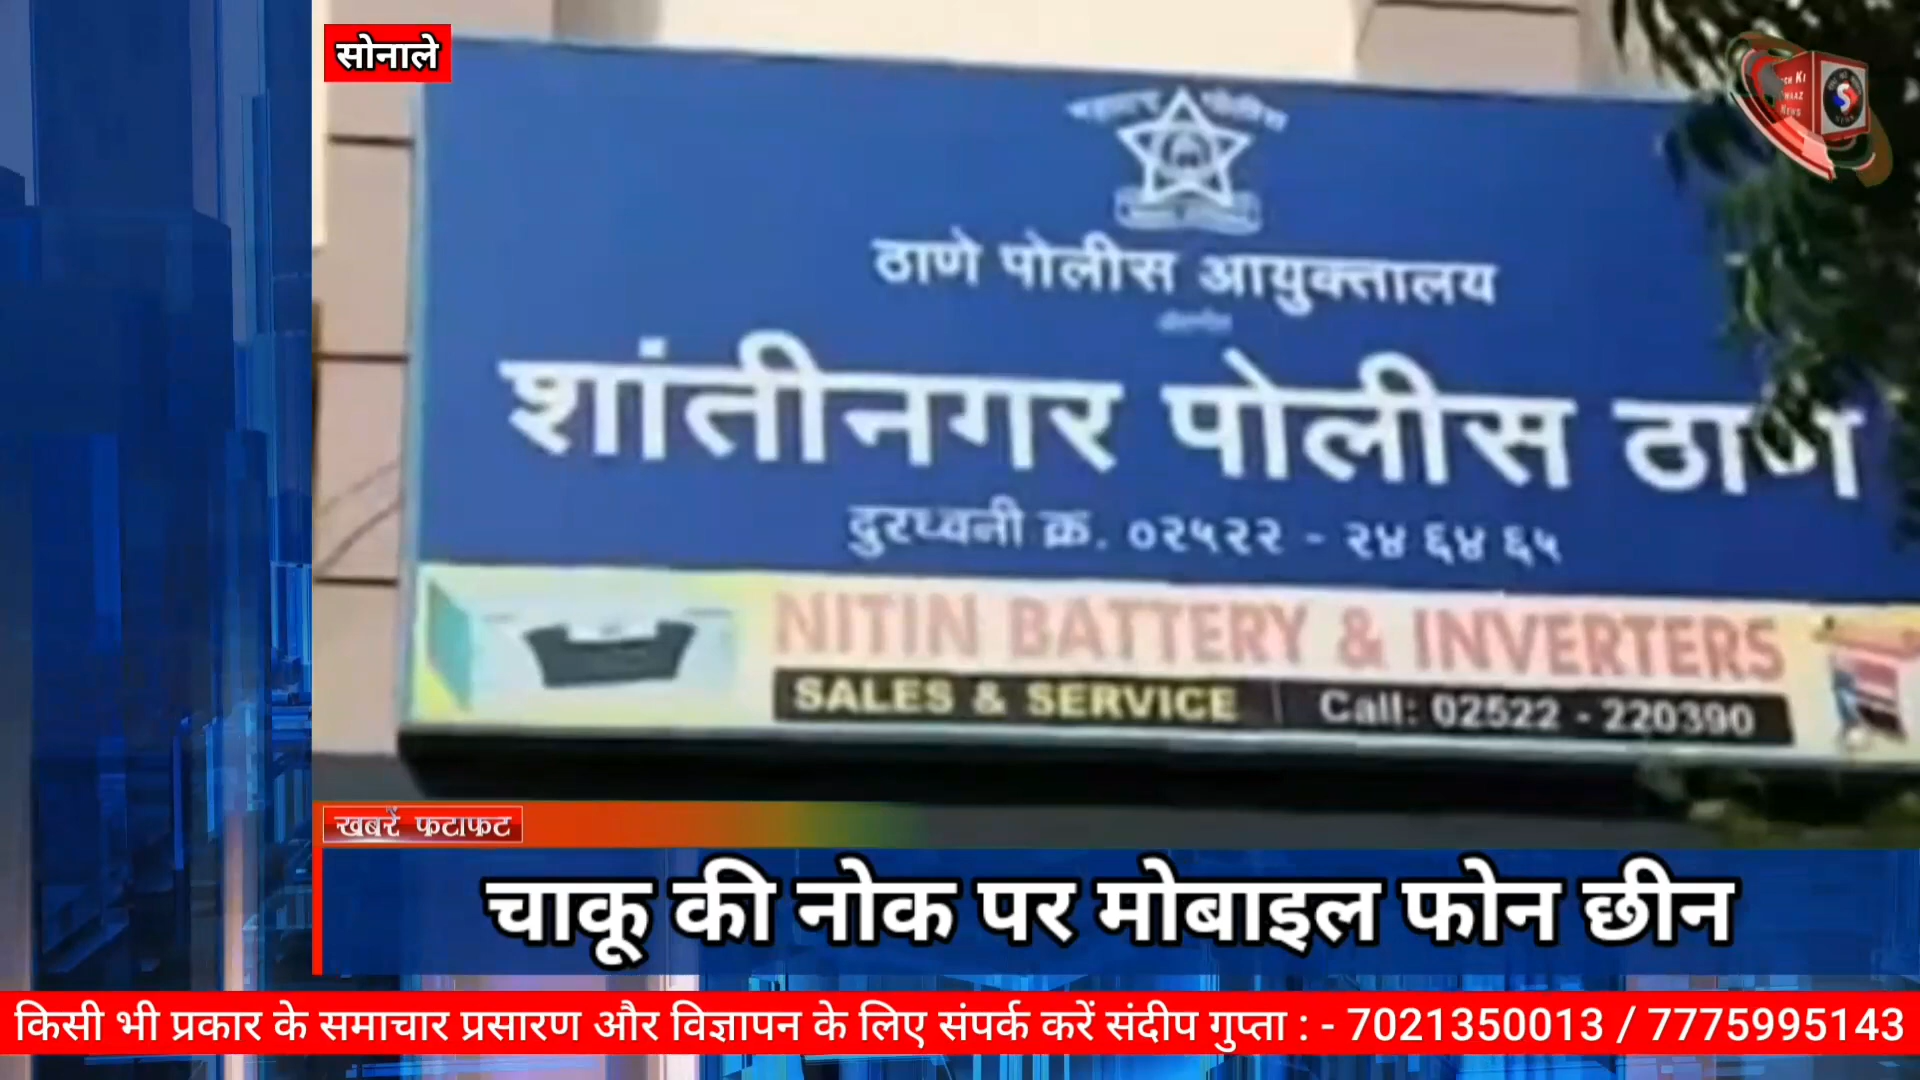 सोनाले
महाराष्ट्र पोलीस
ठाणे पोलीस आयुक्तालय
शांतीनगर पोलीस ठाणे
दुरध्वनी क्र. ०२५२२ - २४ ६४ ६५
NITIN BATTERY & INVERTERS
SALES & SERVICE Call: 02522 - 220390
खबरें फटाफट
चाकू की नोक पर मोबाइल फोन छीन
किसी भी प्रकार के समाचार प्रसारण और विज्ञापन के लिए संपर्क करें संदीप गुप्ता : - 7021350013 / 7775995143